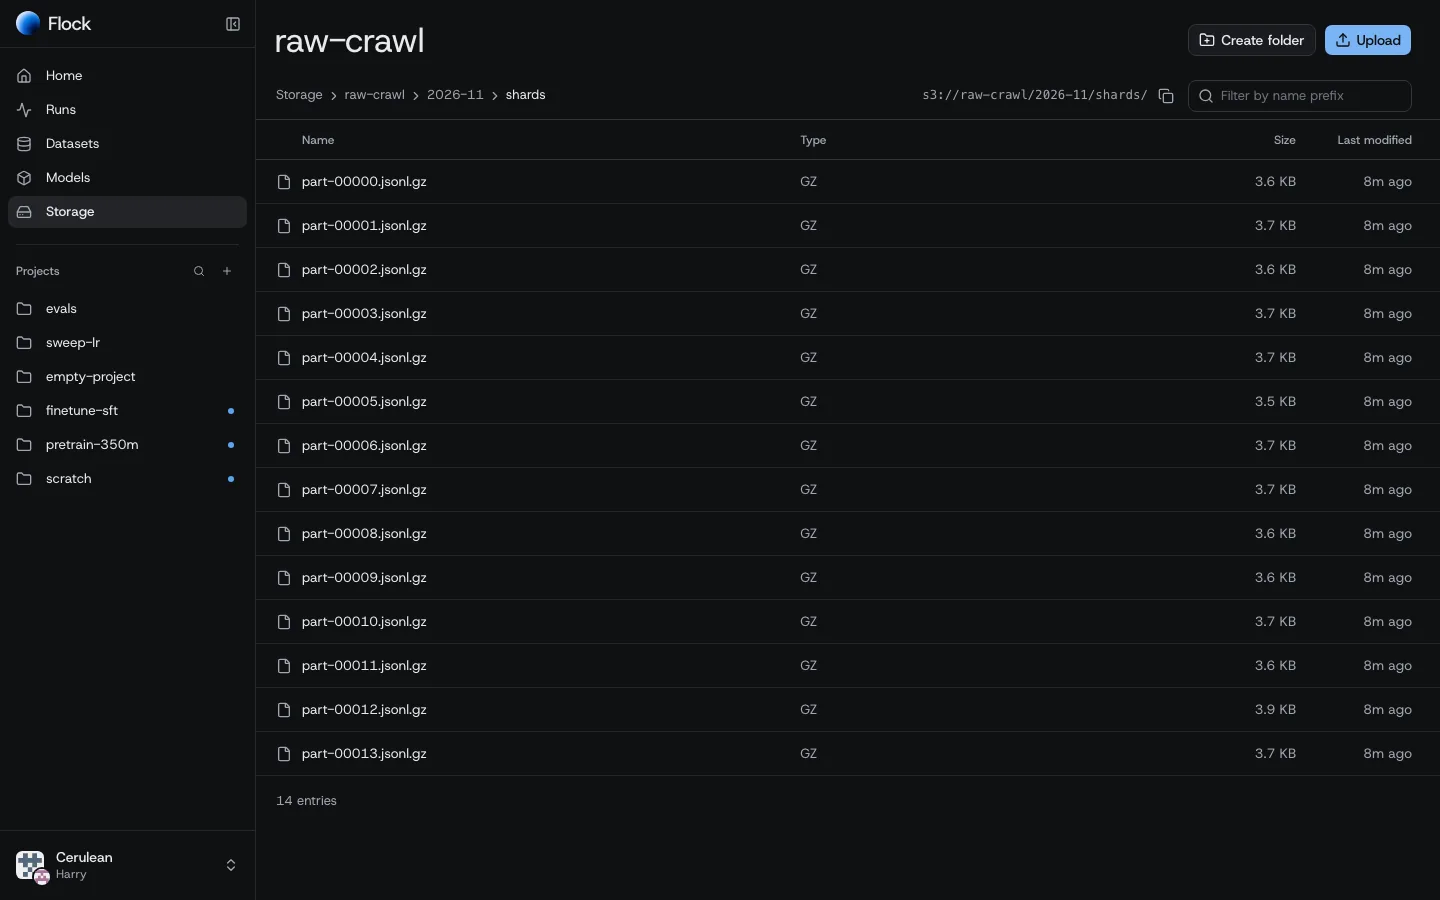 Flock
Home
Runs
Datasets
Models
Storage
Projects
evals
sweep-lr
empty-project
finetune-sft
pretrain-350m
scratch
Cerulean
Harry
raw-crawl
Create folder
Upload
Storage > raw-crawl > 2026-11 > shards
s3://raw-crawl/2026-11/shards/
Filter by name prefix
Name Type Size Last modified
part-00000.jsonl.gz GZ 3.6 KB 8m ago
part-00001.jsonl.gz GZ 3.7 KB 8m ago
part-00002.jsonl.gz GZ 3.6 KB 8m ago
part-00003.jsonl.gz GZ 3.7 KB 8m ago
part-00004.jsonl.gz GZ 3.7 KB 8m ago
part-00005.jsonl.gz GZ 3.5 KB 8m ago
part-00006.jsonl.gz GZ 3.7 KB 8m ago
part-00007.jsonl.gz GZ 3.7 KB 8m ago
part-00008.jsonl.gz GZ 3.6 KB 8m ago
part-00009.jsonl.gz GZ 3.6 KB 8m ago
part-00010.jsonl.gz GZ 3.7 KB 8m ago
part-00011.jsonl.gz GZ 3.6 KB 8m ago
part-00012.jsonl.gz GZ 3.9 KB 8m ago
part-00013.jsonl.gz GZ 3.7 KB 8m ago
14 entries